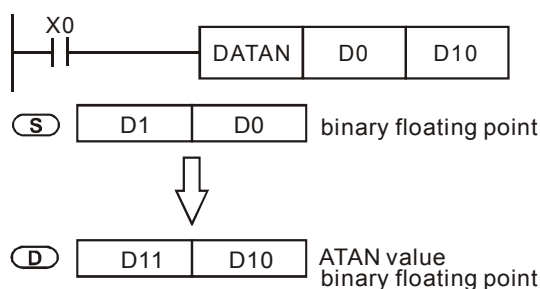 X0
DATAN D0 D10
S D1 D0 binary floating point
D D11 D10 ATAN value
binary floating point